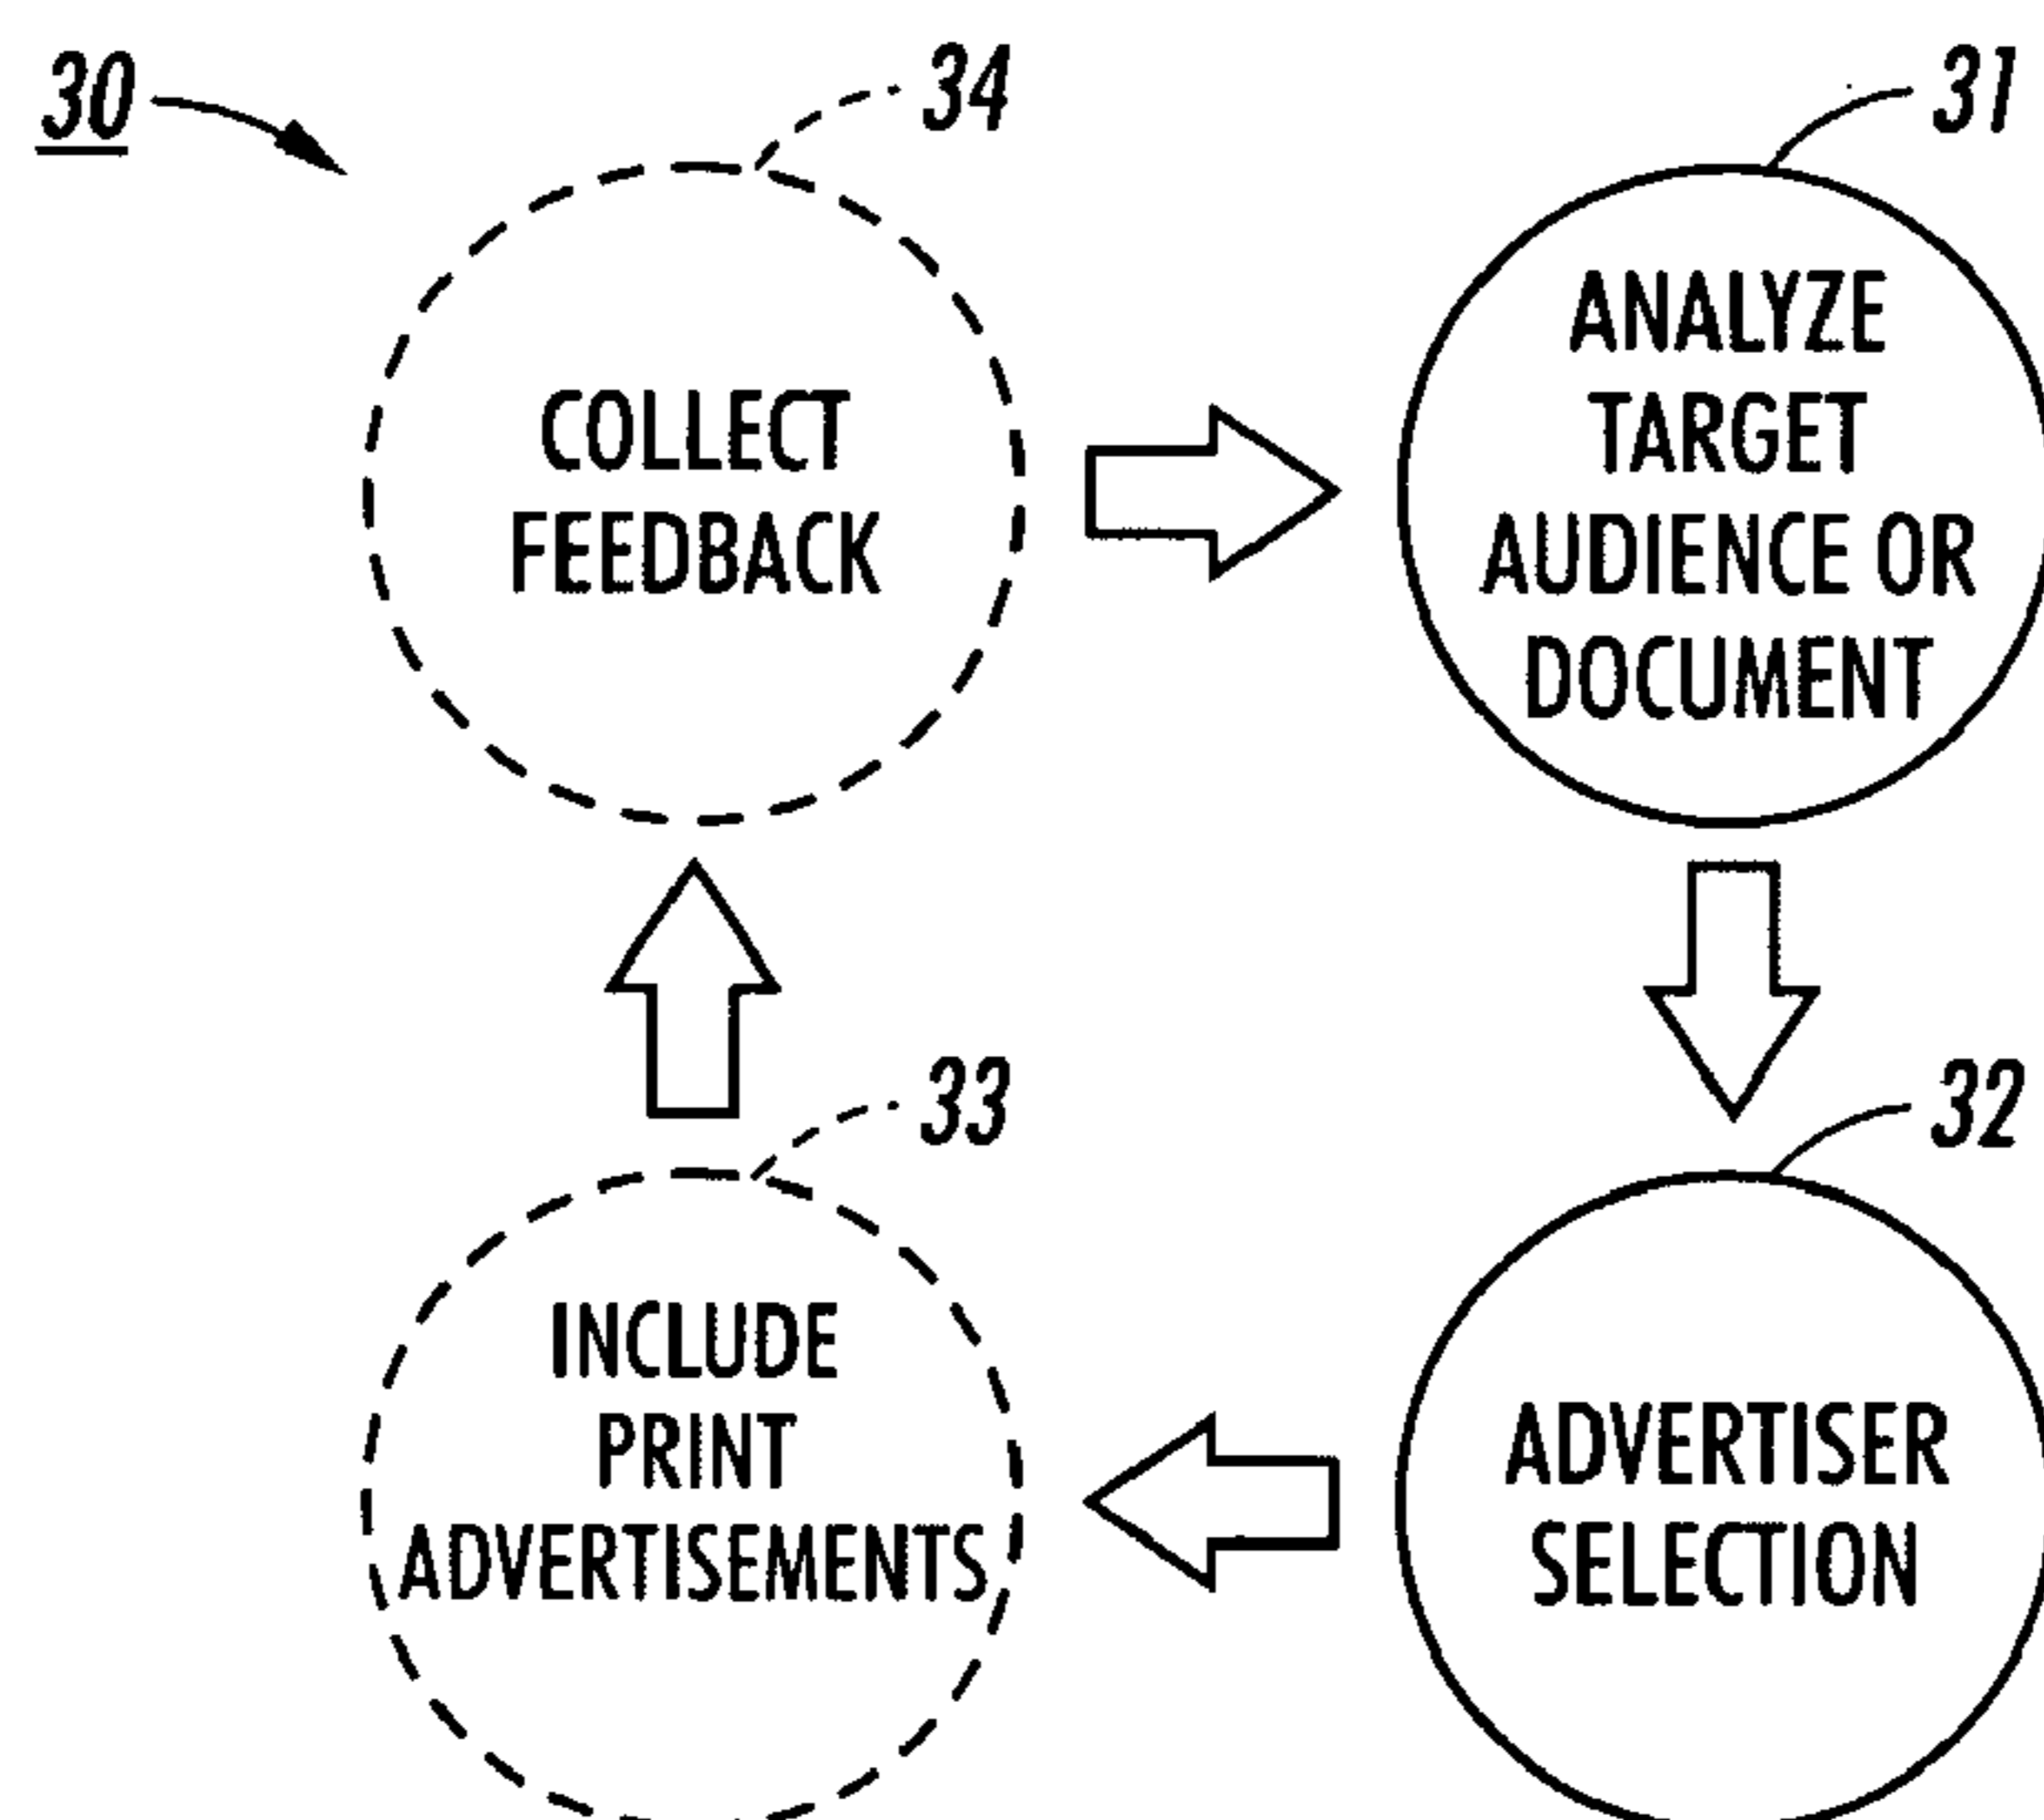 30
34
31
COLLECT
FEEDBACK
ANALYZE
TARGET
AUDIENCE OR
DOCUMENT
33
32
INCLUDE
PRINT
ADVERTISEMENTS
ADVERTISER
SELECTION